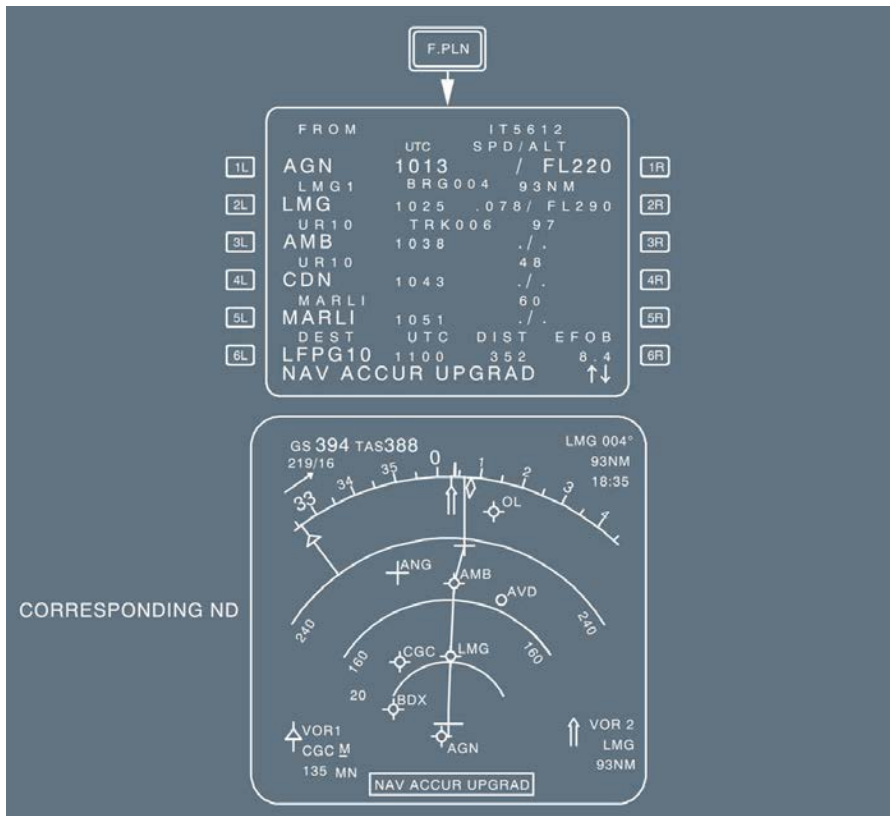 F.PLN
FROM IT5612
UTC SPD/ALT
1L AGN 1013 / FL220 1R
LMG1 BRG004 93NM
2L LMG 1025 .078/ FL290 2R
UR10 TRK006 97
3L AMB 1038 ./. 3R
UR10 48
4L CDN 1043 ./. 4R
MARLI 60
5L MARLI 1051 ./. 5R
DEST UTC DIST EFOB
6L LFPG10 1100 352 8.4 6R
NAV ACCUR UPGRAD ↑↓
CORRESPONDING ND
GS 394 TAS388
219/16
LMG 004°
93NM
18:35
33 34 35 0 1 2 3 4
OL
ANG
AMB
AVD
240 240
CGC LMG
160 160
20
BDX
AGN
VOR1
CGC M
135 MN
VOR 2
LMG
93NM
NAV ACCUR UPGRAD